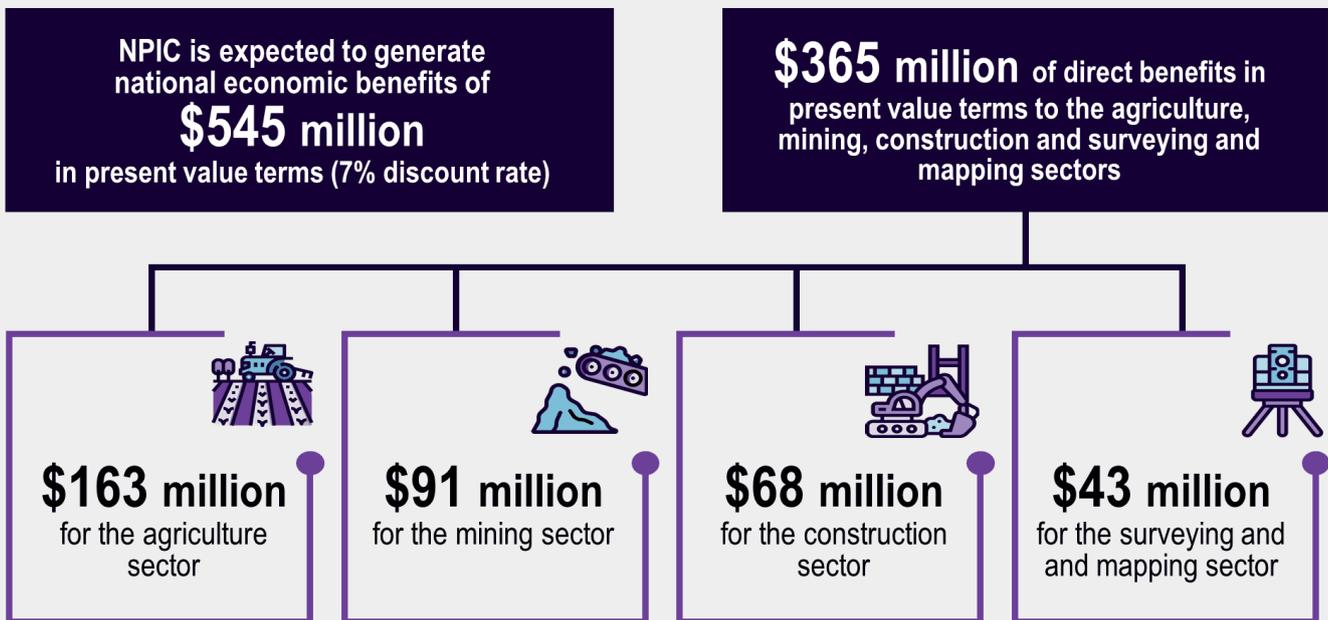 NPIC is expected to generate
national economic benefits of
$545 million
in present value terms (7% discount rate)
$365 million of direct benefits in
present value terms to the agriculture,
mining, construction and surveying and
mapping sectors
$163 million
for the agriculture
sector
$91 million
for the mining sector
$68 million
for the construction
sector
$43 million
for the surveying and
and mapping sector